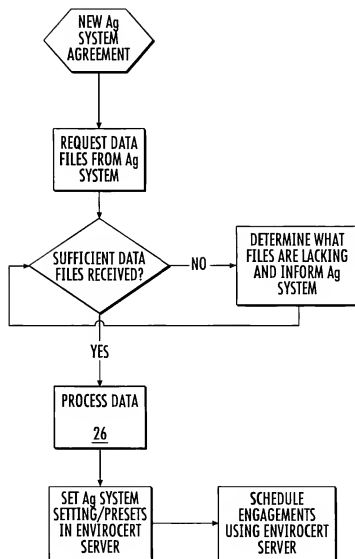 NEW Ag
SYSTEM
AGREEMENT
REQUEST DATA
FILES FROM Ag
SYSTEM
SUFFICIENT DATA
FILES RECEIVED?
NO
DETERMINE WHAT
FILES ARE LACKING
AND INFORM Ag
SYSTEM
YES
PROCESS DATA
26
SET Ag SYSTEM
SETTING/PRESETS
IN ENVIROCERT
SERVER
SCHEDULE
ENGAGEMENTS
USING ENVIROCERT
SERVER